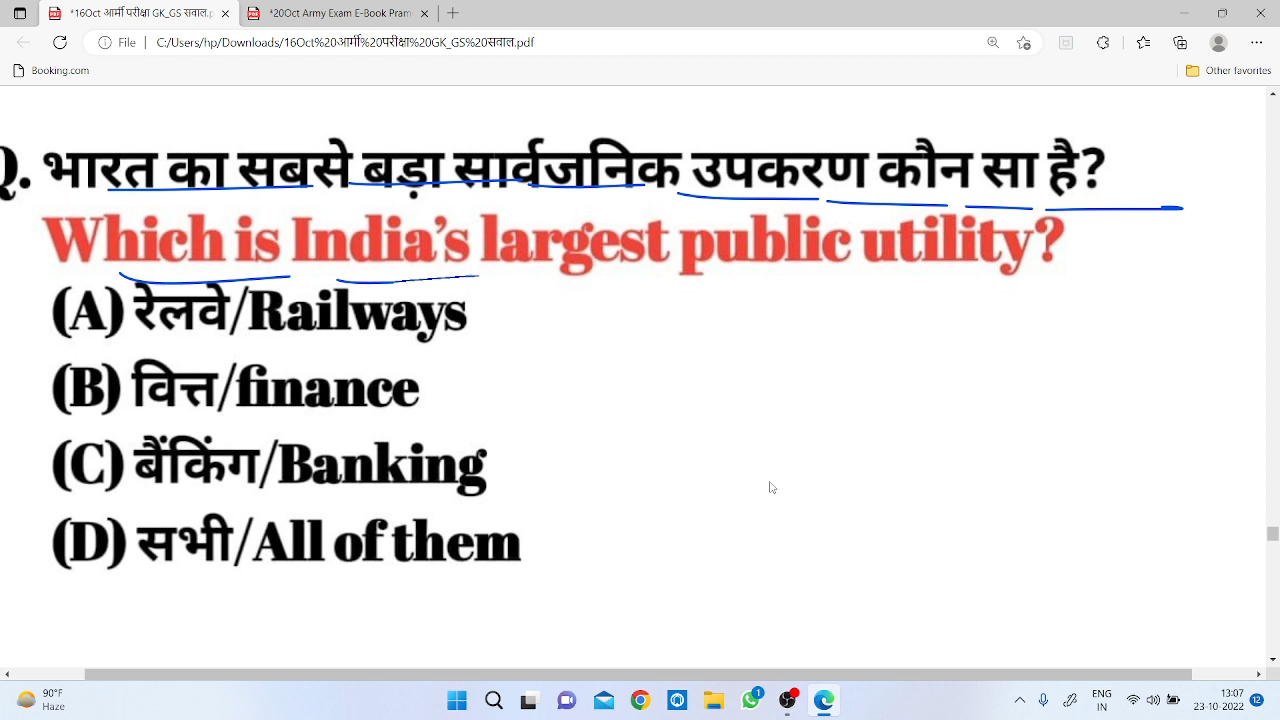 *16Oct आर्मी परीक्षा GK_GS सवाल.p
*20Oct Army Exam E-Book Pram
File
C:/Users/hp/Downloads/16Oct%20आर्मी%20परीक्षा%20GK_GS%20सवाल.pdf
Booking.com
Other favorites
Q. भारत का सबसे बड़ा सार्वजनिक उपकरण कौन सा है?
Which is India’s largest public utility?
(A) रेलवे/Railways
(B) वित्त/finance
(C) बैंकिंग/Banking
(D) सभी/All of them
90°F
Haze
1
ENG
IN
13:07
23-10-2022
12